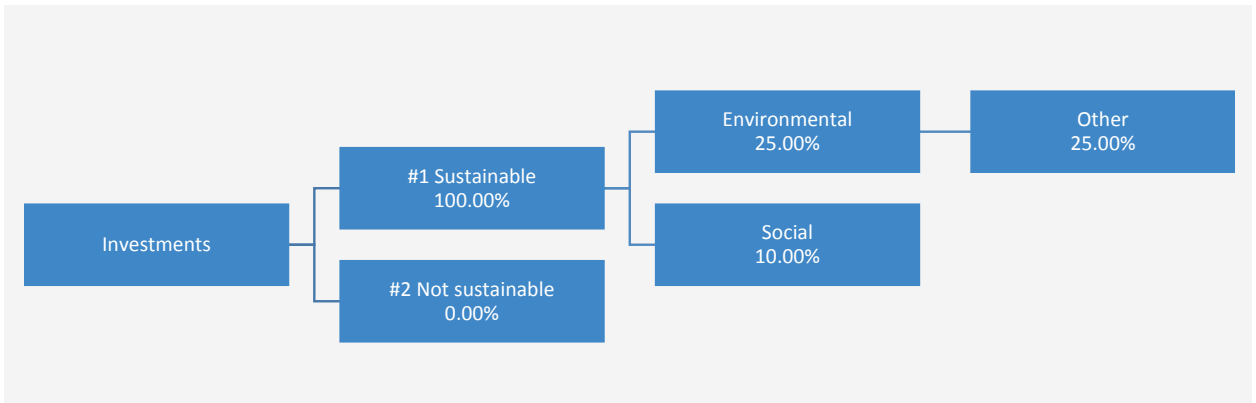 Investments
#1 Sustainable
100.00%
#2 Not sustainable
0.00%
Environmental
25.00%
Social
10.00%
Other
25.00%